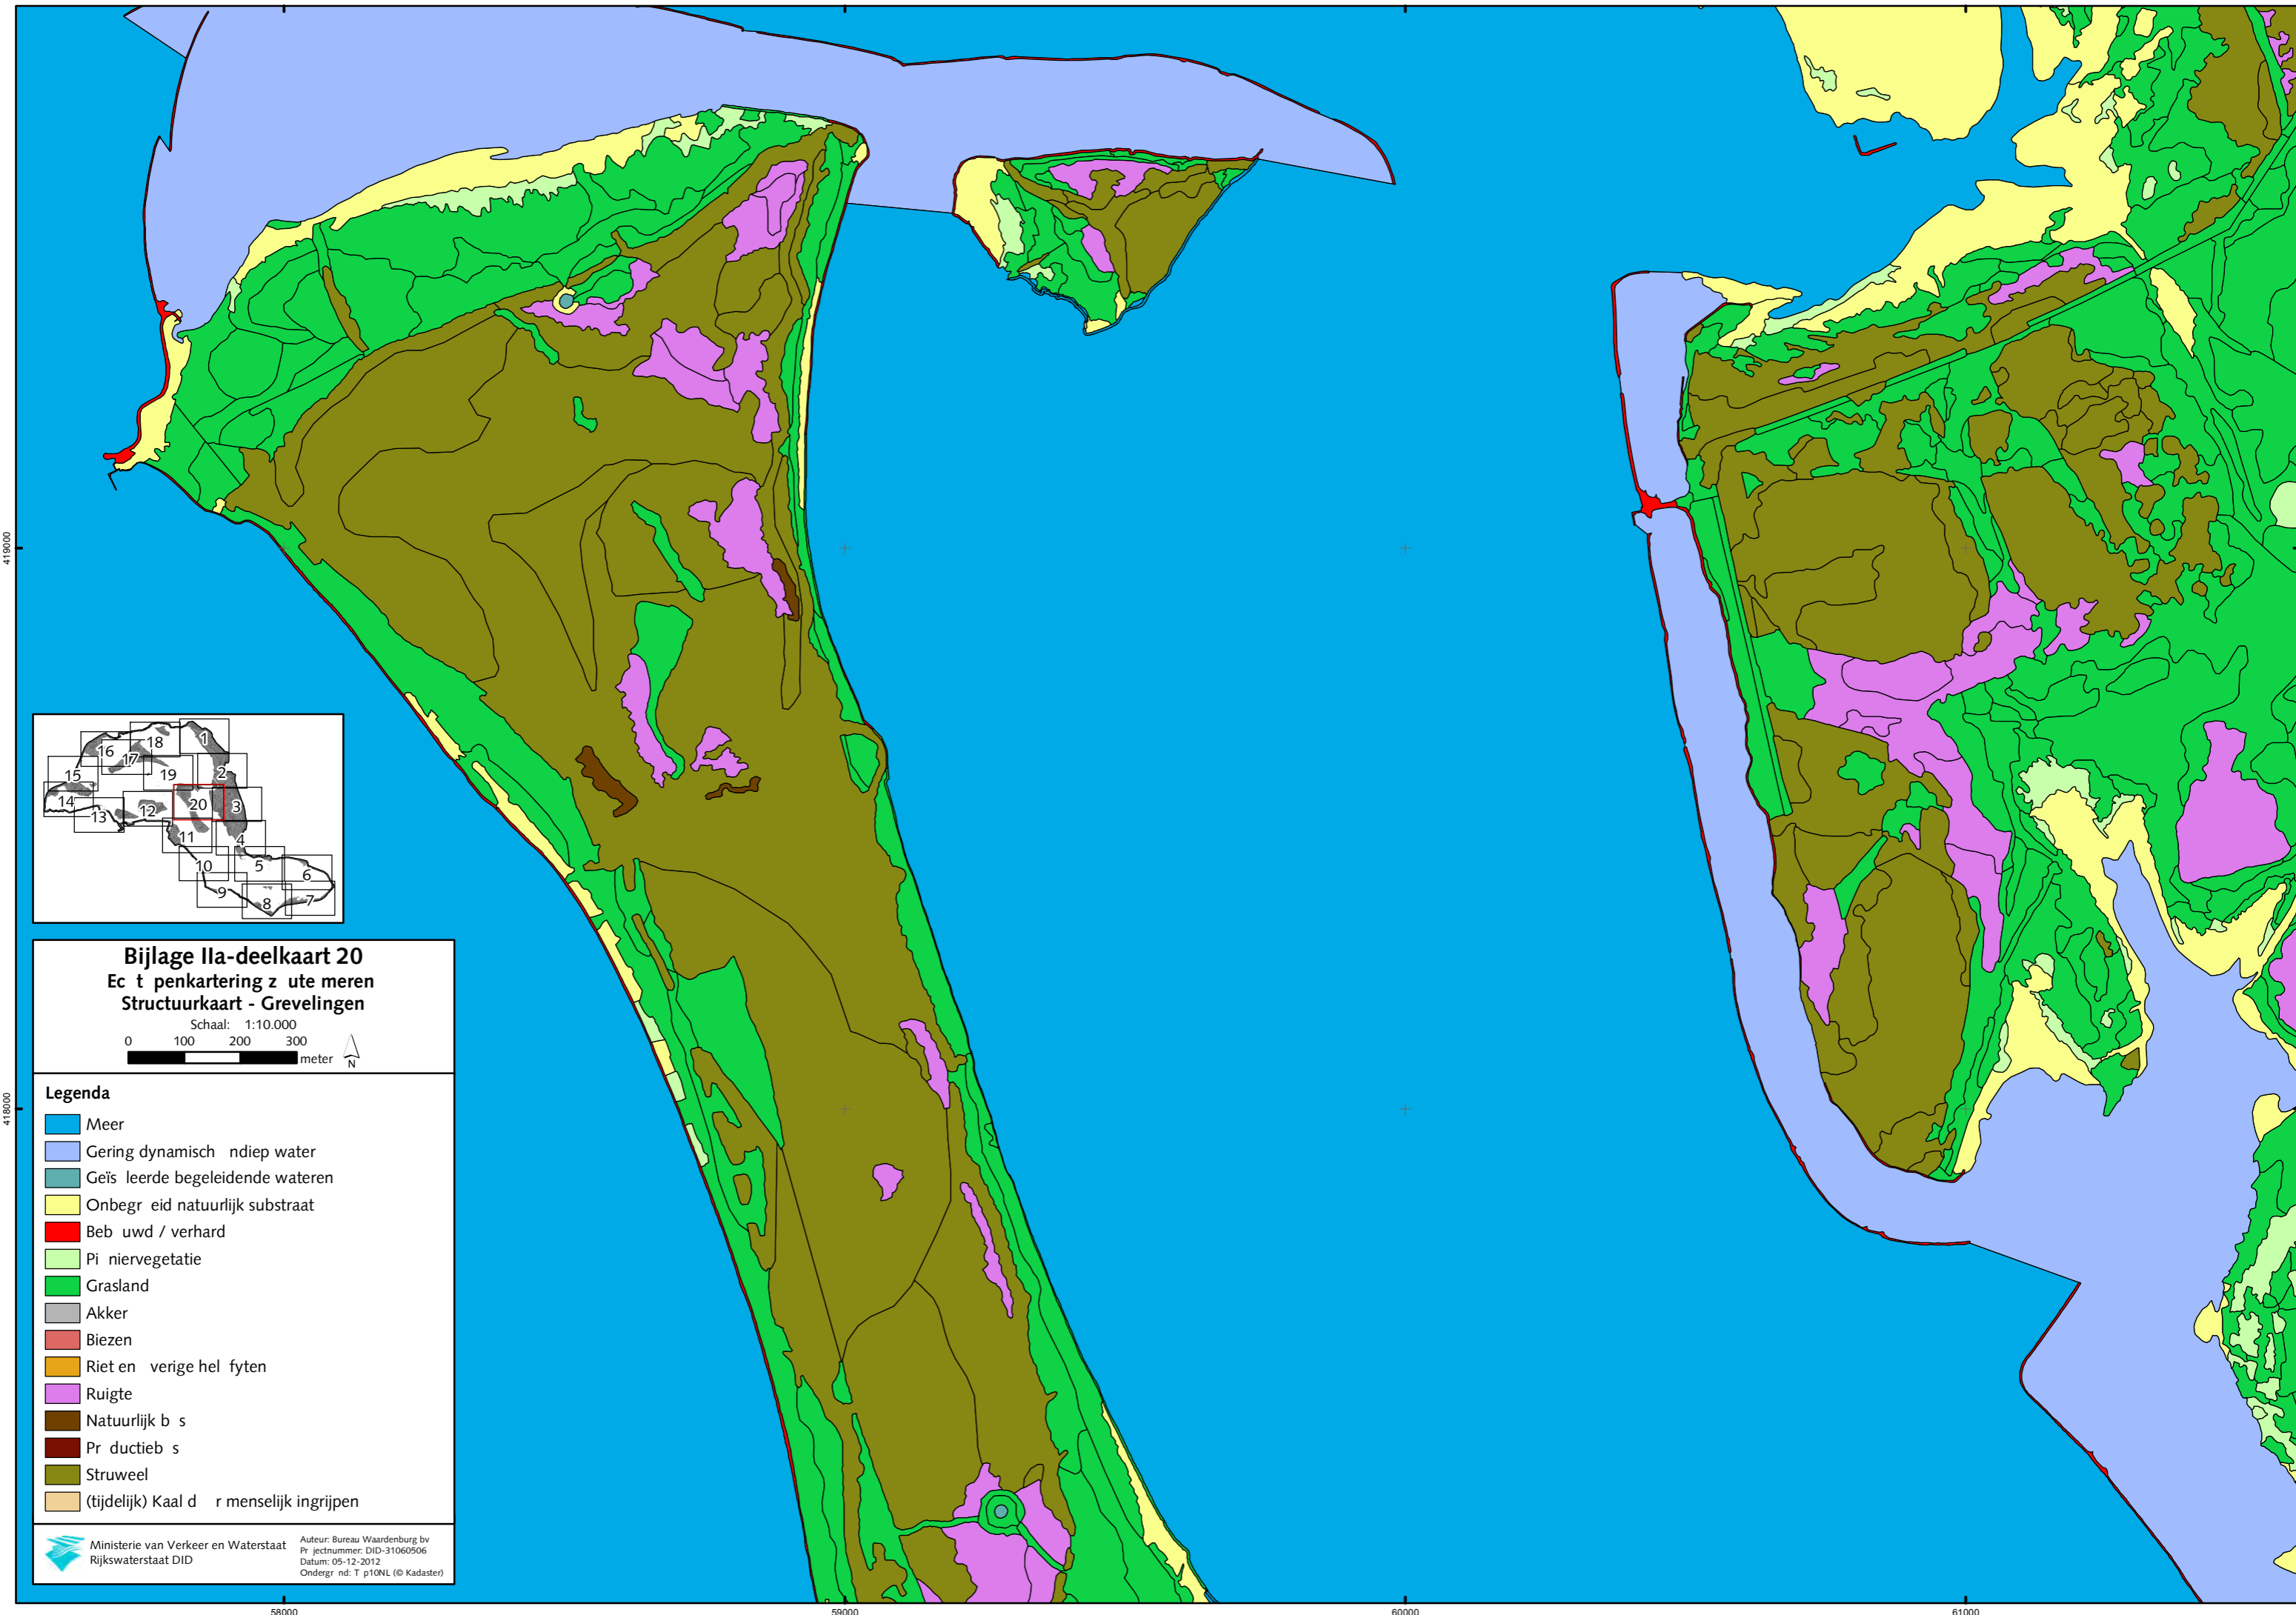 419000
418000
58000
59000
60000
61000
1
2
3
4
5
6
7
8
9
10
11
12
13
14
15
16
17
18
19
20
Bijlage IIa-deelkaart 20
Ec t penkartering z ute meren
Structuurkaart - Grevelingen
Schaal: 1:10.000
0 100 200 300
meter
N
Legenda
Meer
Gering dynamisch ndiep water
Geïs leerde begeleidende wateren
Onbegr eid natuurlijk substraat
Beb uwd / verhard
Pi niervegetatie
Grasland
Akker
Biezen
Riet en verige hel fyten
Ruigte
Natuurlijk b s
Pr ductieb s
Struweel
(tijdelijk) Kaal d r menselijk ingrijpen
Ministerie van Verkeer en Waterstaat
Rijkswaterstaat DID
Auteur: Bureau Waardenburg bv
Pr jectnummer: DID-31060506
Datum: 05-12-2012
Ondergr nd: T p10NL (© Kadaster)